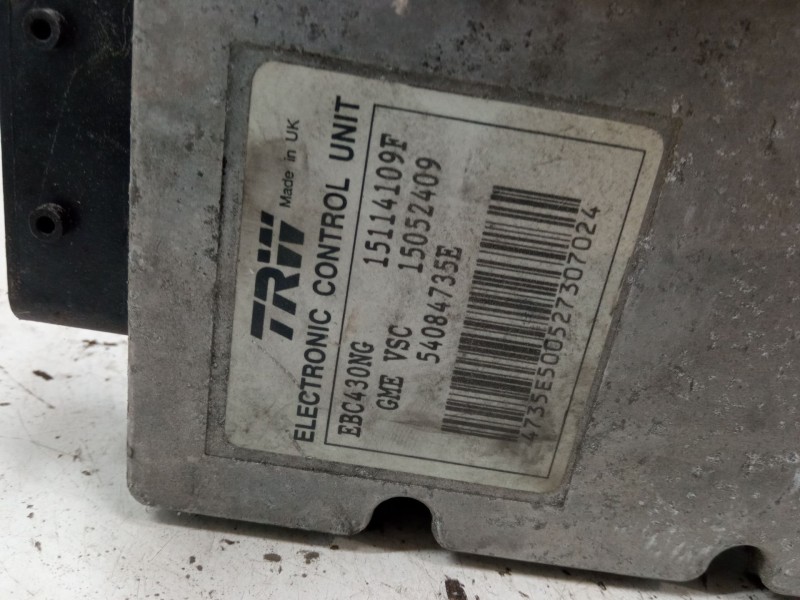 TRW Made in UK
ELECTRONIC CONTROL UNIT
EBC430NG 15114109F
GME VSC 15052409
54084735E
4735E500527307024